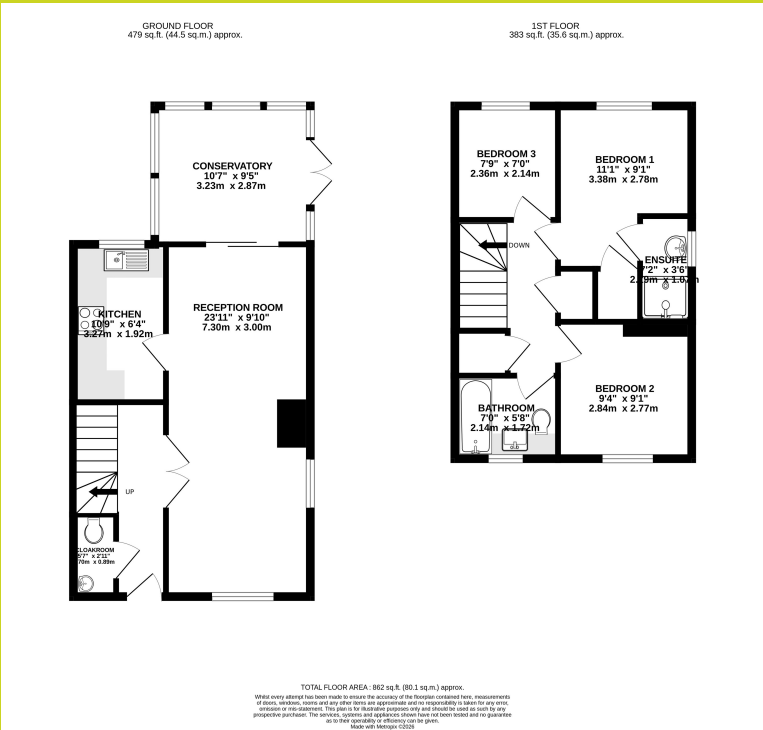 GROUND FLOOR
479 sq.ft. (44.5 sq.m.) approx.
1ST FLOOR
383 sq.ft. (35.6 sq.m.) approx.
CONSERVATORY
10'7" x 9'5"
3.23m x 2.87m
KITCHEN
10'9" x 6'4"
3.27m x 1.92m
RECEPTION ROOM
23'11" x 9'10"
7.30m x 3.00m
UP
CLOAKROOM
5'7" x 2'11"
x 0.89m
BEDROOM 3
7'9" x 7'0"
2.36m x 2.14m
BEDROOM 1
11'1" x 9'1"
3.38m x 2.78m
DOWN
ENSUITE
7'2" x 3'6"
BEDROOM 2
9'4" x 9'1"
2.84m x 2.77m
BATHROOM
7'0" x 5'8"
2.14m x 1.72m
TOTAL FLOOR AREA : 862 sq.ft. (80.1 sq.m.) approx.
Whilst every attempt has been made to ensure the accuracy of the floorplan contained here, measurements
of doors, windows, rooms and any other items are approximate and no responsibility is taken for any error,
omission or mis-statement. This plan is for illustrative purposes only and should be used as such by any
prospective purchaser. The services, systems and appliances shown have not been tested and no guarantee
as to their operability or efficiency can be given.
Made with Metropix ©2026